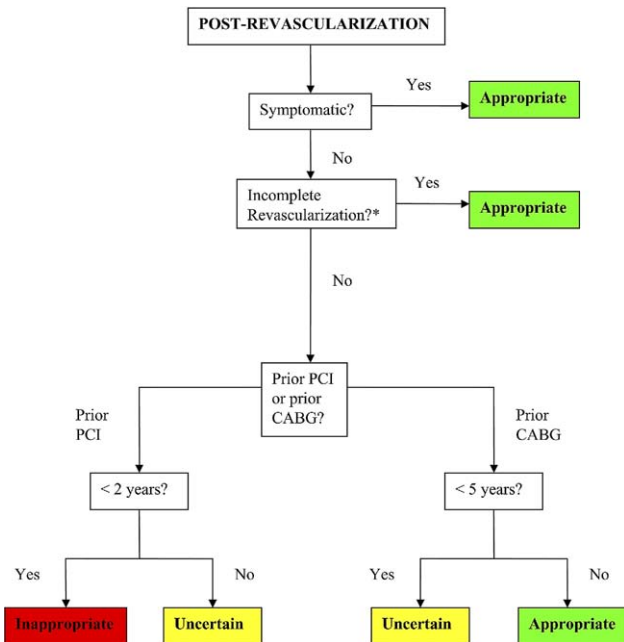 POST-REVASCULARIZATION
Yes
Symptomatic?
Appropriate
No
Incomplete
Revascularization?*
Yes
Appropriate
No
Prior PCI
or prior
CABG?
Prior
PCI
Prior
CABG
< 2 years?
< 5 years?
Yes
No
Yes
No
Inappropriate
Uncertain
Uncertain
Appropriate